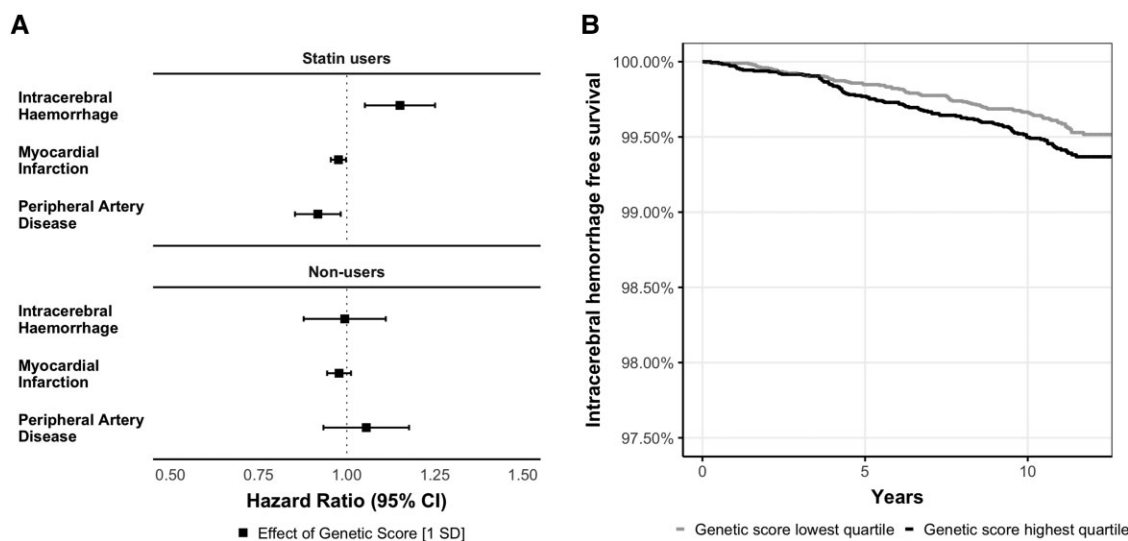 A
Statin users
Intracerebral
Haemorrhage
Myocardial
Infarction
Peripheral Artery
Disease
Non-users
Intracerebral
Haemorrhage
Myocardial
Infarction
Peripheral Artery
Disease
0.50 0.75 1.00 1.25 1.50
Hazard Ratio (95% CI)
Effect of Genetic Score [1 SD]
B
Intracerebral hemorrhage free survival
100.00%
99.50%
99.00%
98.50%
98.00%
97.50%
0 5 10
Years
Genetic score lowest quartile Genetic score highest quartile